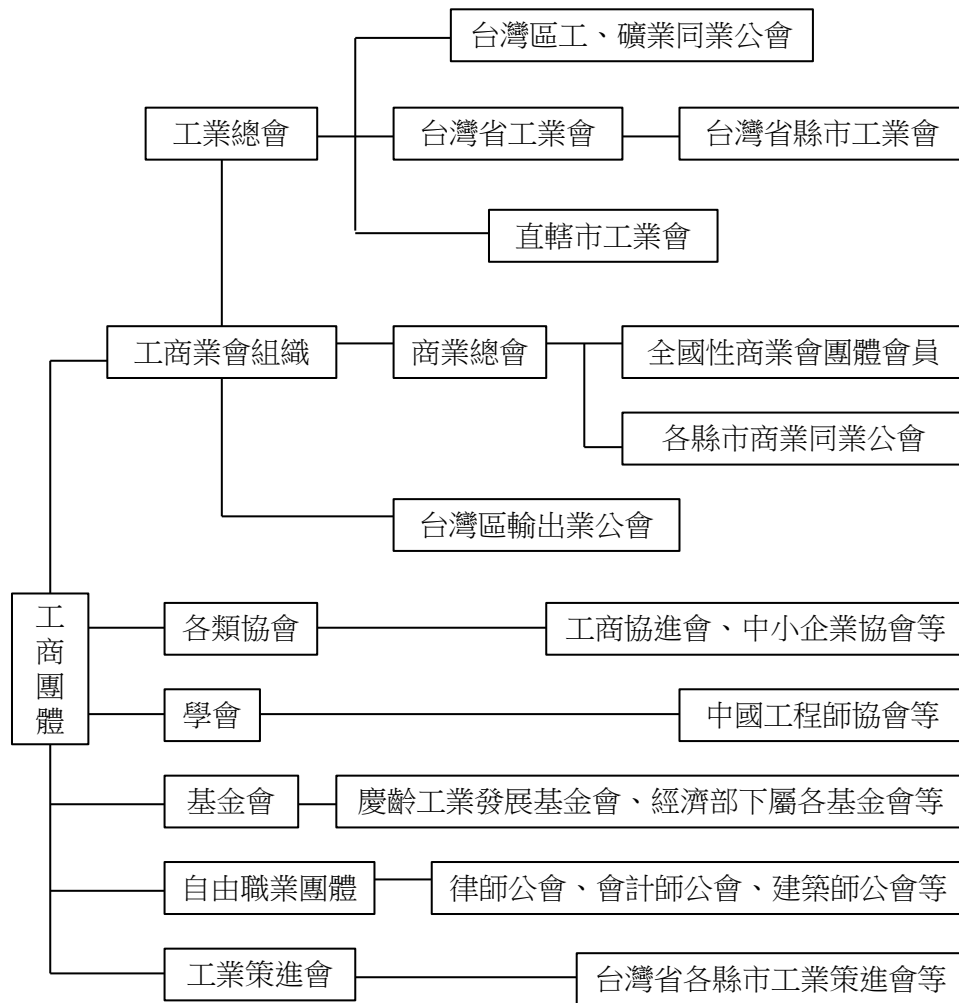 台灣區工、礦業同業公會
工業總會
台灣省工業會
台灣省縣市工業會
直轄市工業會
工商業會組織
商業總會
全國性商業會團體會員
各縣市商業同業公會
台灣區輸出業公會
工商團體
各類協會
工商協進會、中小企業協會等
學會
中國工程師協會等
基金會
慶齡工業發展基金會、經濟部下屬各基金會等
自由職業團體
律師公會、會計師公會、建築師公會等
工業策進會
台灣省各縣市工業策進會等